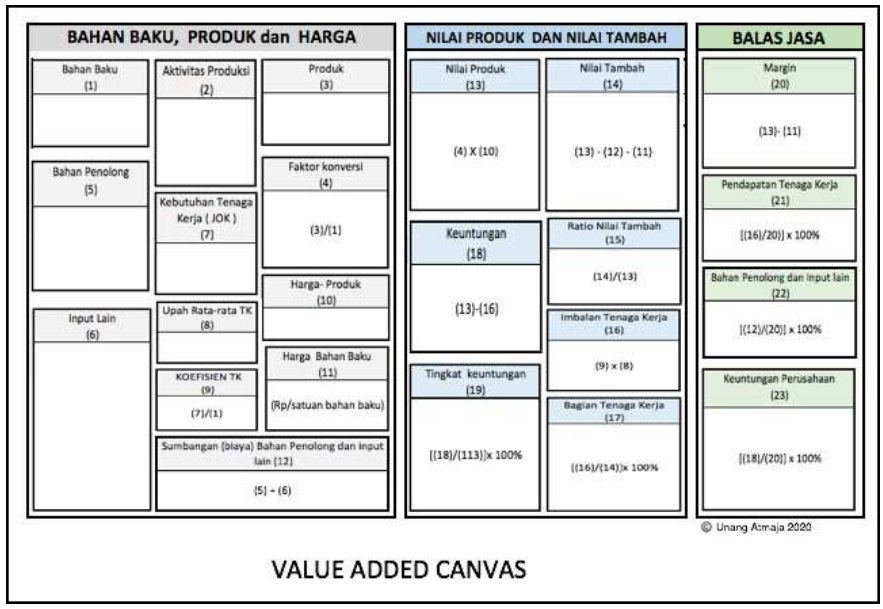 BAHAN BAKU, PRODUK dan HARGA
Bahan Baku
(1)
Aktivitas Produksi
(2)
Produk
(3)
Bahan Penolong
(5)
Faktor konversi
(4)
(3)/(1)
Kebutuhan Tenaga
Kerja ( JOK )
(7)
Harga- Produk
(10)
Input Lain
(6)
Upah Rata-rata TK
(8)
Harga Bahan Baku
(11)
(Rp/satuan bahan baku)
KOEFISIEN TK
(9)
(7)/(1)
Sumbangan (biaya) Bahan Penolong dan input
lain (12)
(5) + (6)
NILAI PRODUK DAN NILAI TAMBAH
Nilai Produk
(13)
(4) X (10)
Nilai Tambah
(14)
(13) - (12) - (11)
Keuntungan
(18)
(13)-(16)
Ratio Nilai Tambah
(15)
(14)/(13)
Imbalan Tenaga Kerja
(16)
(9) x (8)
Tingkat keuntungan
(19)
[(18)/(113)]x 100%
Bagian Tenaga Kerja
(17)
[(16)/(14)]x 100%
BALAS JASA
Margin
(20)
(13)- (11)
Pendapatan Tenaga Kerja
(21)
[(16)/20)] x 100%
Bahan Penolong dan input lain
(22)
[(12)/(20)] x 100%
Keuntungan Perusahaan
(23)
[(18)/(20)] x 100%
© Unang Atmaja 2020
VALUE ADDED CANVAS